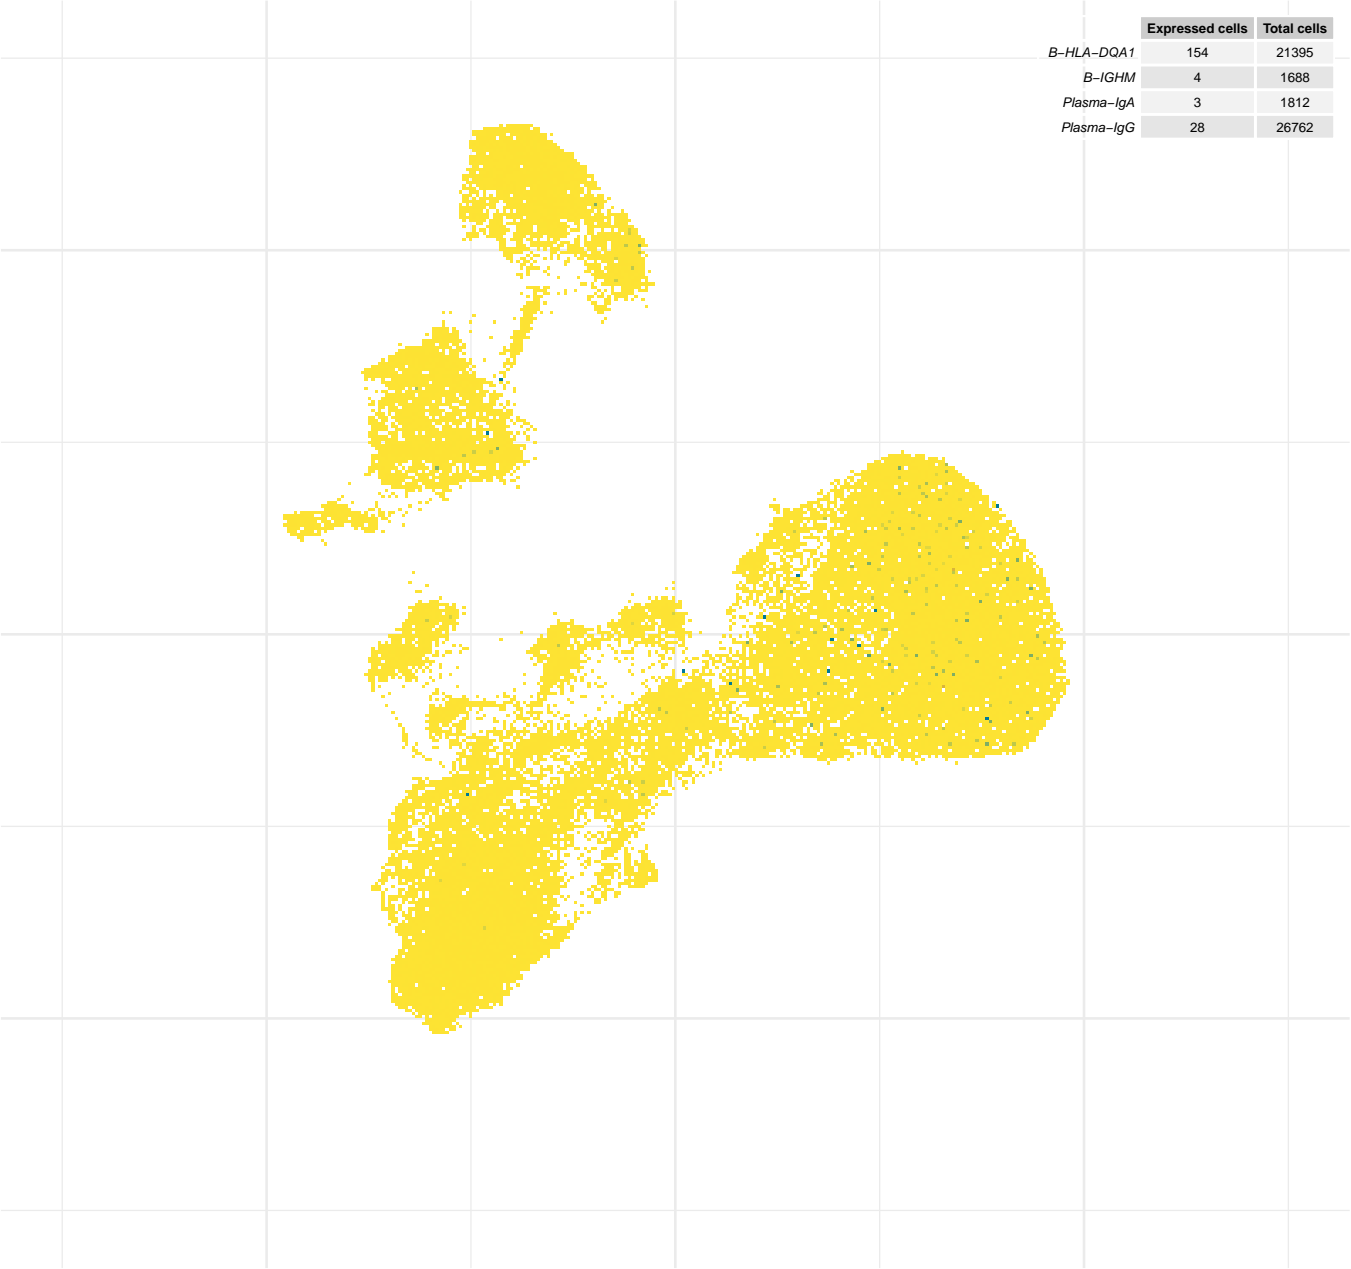 Expressed cells Total cells
B−HLA−DQA1 154 21395
B−IGHM 4 1688
Plasma−IgA 3 1812
Plasma−IgG 28 26762